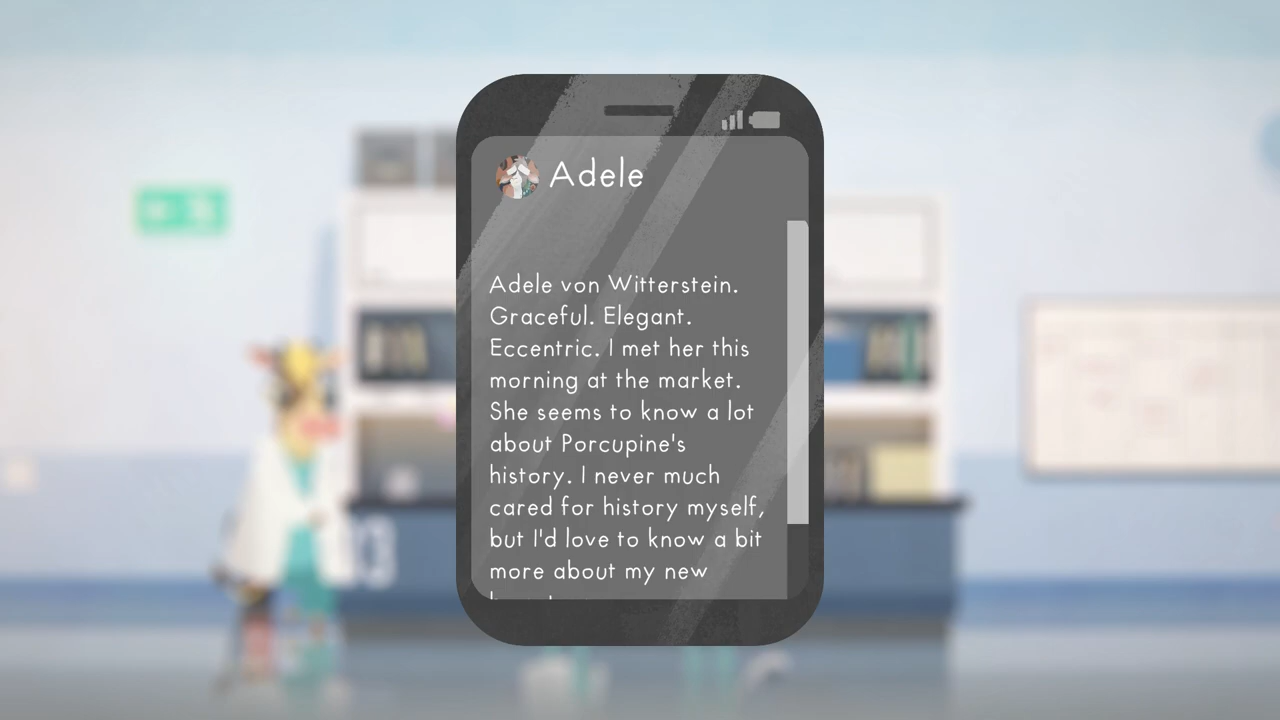 Adele
Adele von Witterstein.
Graceful. Elegant.
Eccentric. I met her this
morning at the market.
She seems to know a lot
about Porcupine's
history. I never much
cared for history myself,
but I'd love to know a bit
more about my new
03